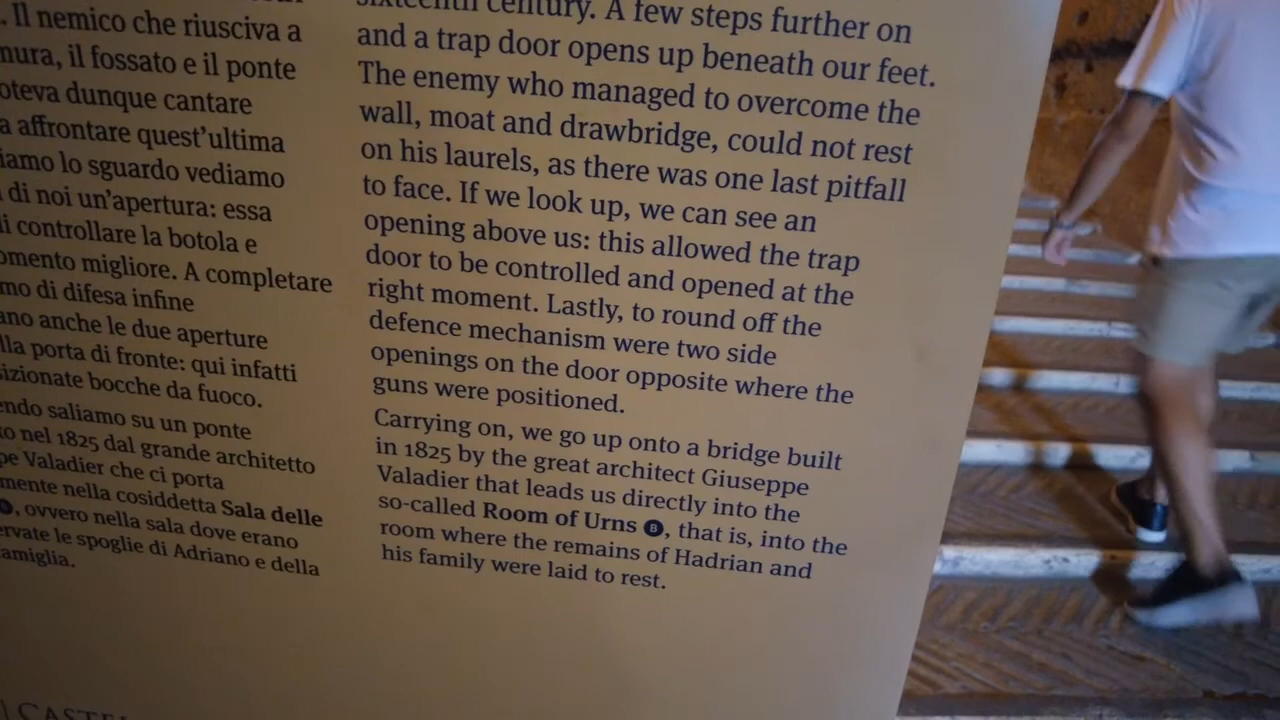 . Il nemico che riusciva a
mura, il fossato e il ponte
oteva dunque cantare
a affrontare quest'ultima
iamo lo sguardo vediamo
di noi un'apertura: essa
di controllare la botola e
omento migliore. A completare
mo di difesa infine
ano anche le due aperture
lla porta di fronte: qui infatti
sizionate bocche da fuoco.
endo saliamo su un ponte
to nel 1825 dal grande architetto
pe Valadier che ci porta
mente nella cosiddetta Sala delle
B, ovvero nella sala dove erano
ervate le spoglie di Adriano e della
amiglia.
sixteenth century. A few steps further on
and a trap door opens up beneath our feet.
The enemy who managed to overcome the
wall, moat and drawbridge, could not rest
on his laurels, as there was one last pitfall
to face. If we look up, we can see an
opening above us: this allowed the trap
door to be controlled and opened at the
right moment. Lastly, to round off the
defence mechanism were two side
openings on the door opposite where the
guns were positioned.
Carrying on, we go up onto a bridge built
in 1825 by the great architect Giuseppe
Valadier that leads us directly into the
so-called Room of Urns B, that is, into the
room where the remains of Hadrian and
his family were laid to rest.
CASTEL